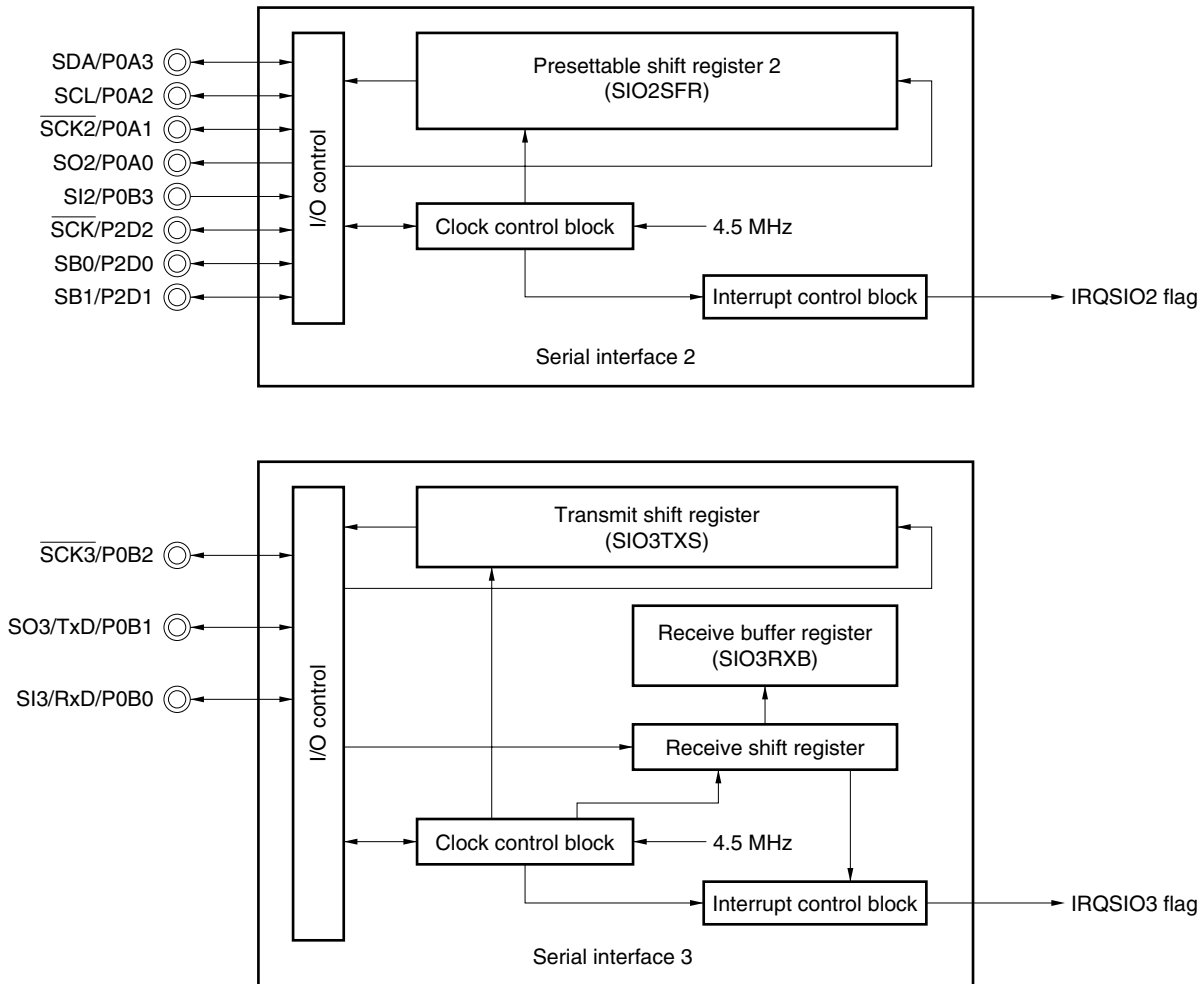 SDA/P0A3
SCL/P0A2
SCK2/P0A1
SO2/P0A0
SI2/P0B3
SCK/P2D2
SB0/P2D0
SB1/P2D1
I/O control
Presettable shift register 2
(SIO2SFR)
Clock control block
4.5 MHz
Interrupt control block
IRQSIO2 flag
Serial interface 2
SCK3/P0B2
SO3/TxD/P0B1
SI3/RxD/P0B0
I/O control
Transmit shift register
(SIO3TXS)
Receive buffer register
(SIO3RXB)
Receive shift register
Clock control block
4.5 MHz
Interrupt control block
IRQSIO3 flag
Serial interface 3